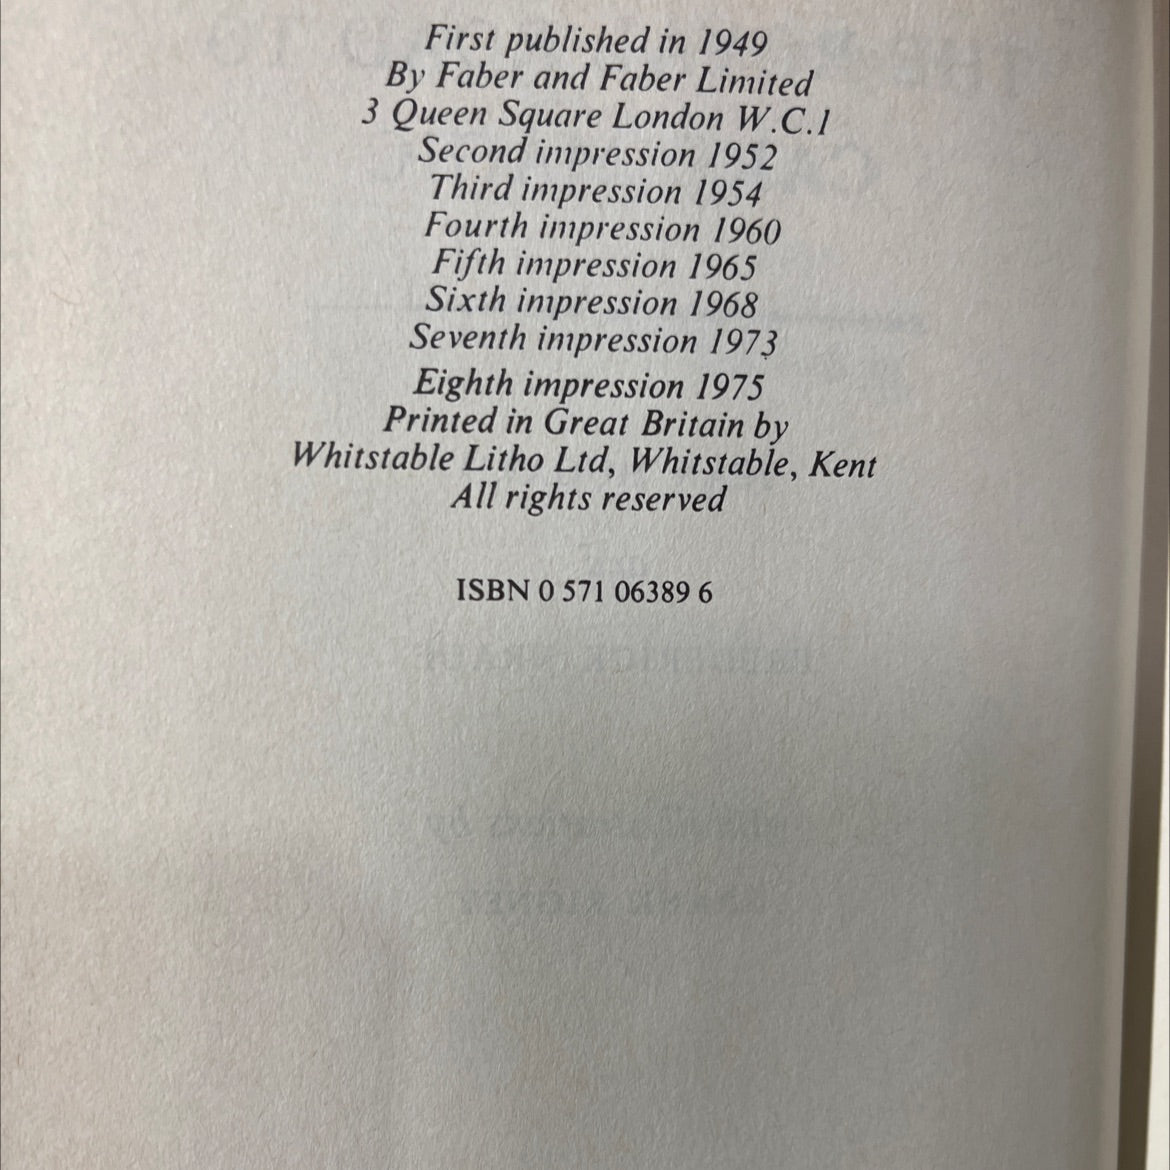 First published in 1949
By Faber and Faber Limited
3 Queen Square London W.C.1
Second impression 1952
Third impression 1954
Fourth impression 1960
Fifth impression 1965
Sixth impression 1968
Seventh impression 1973
Eighth impression 1975
Printed in Great Britain by
Whitstable Litho Ltd, Whitstable, Kent
All rights reserved
ISBN 0 571 06389 6